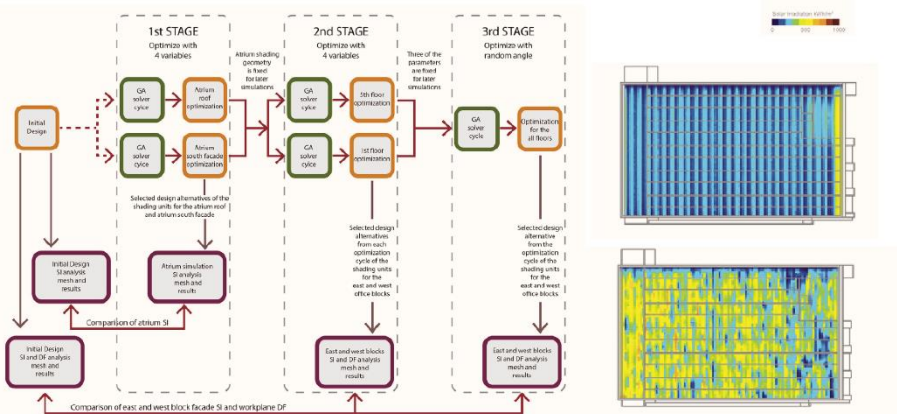 1st STAGE
Optimize with
4 variables
Atrium shading
geometry
is fixed
for later
simulations
2nd STAGE
Optimize with
4 variables
Three of the
parameters
are fixed
for later
simulations
3rd STAGE
Optimize with
random angle
Initial
Design
GA
solver
cylce
Atrium
roof
optimization
GA
solver
cylce
5th floor
optimization
GA
solver
cylce
Optimization
for the
all floors
GA
solver
cylce
Atrium
south facade
optimization
GA
solver
cylce
1st floor
optimization
Selected design alternatives of the
shading units for the atrium roof
and atrium south facade
Selected design
alternatives
from each
optimization
cycle of the
shading units
for the
east and west
office blocks
Selected design
alternative
from the
optimization
cycle of the
shading units
for the
east and west
office blocks.
Initial Design
SI analysis
mesh and
results
Atrium simulation
SI analysis
mesh and
results
Comparison of atrium SI
Initial Design
SI and DF analysis
mesh and
results
East and west blocks
SI and DF analysis
mesh and
results
East and west blocks
SI and DF analysis
mesh and
results
Comparison of east and west block facade SI and workplane DF
Solar Irradiation KWh/m²
0 500 1000